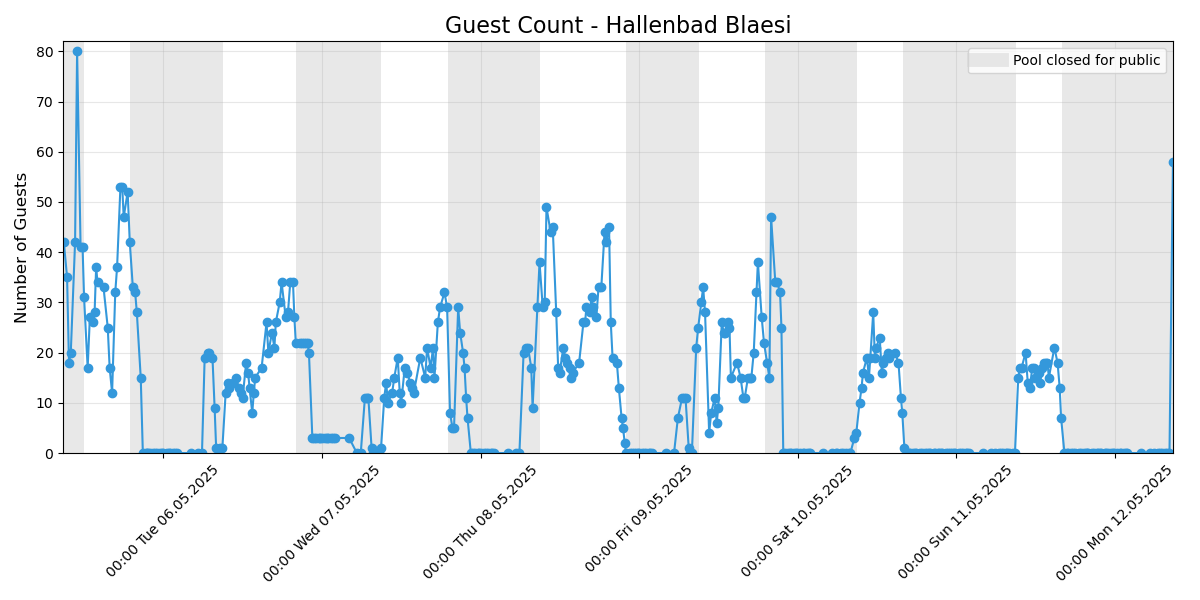 Guest Count - Hallenbad Blaesi
Pool closed for public
Number of Guests
80
70
60
50
40
30
20
10
0
00:00 Tue 06.05.2025
00:00 Wed 07.05.2025
00:00 Thu 08.05.2025
00:00 Fri 09.05.2025
00:00 Sat 10.05.2025
00:00 Sun 11.05.2025
00:00 Mon 12.05.2025